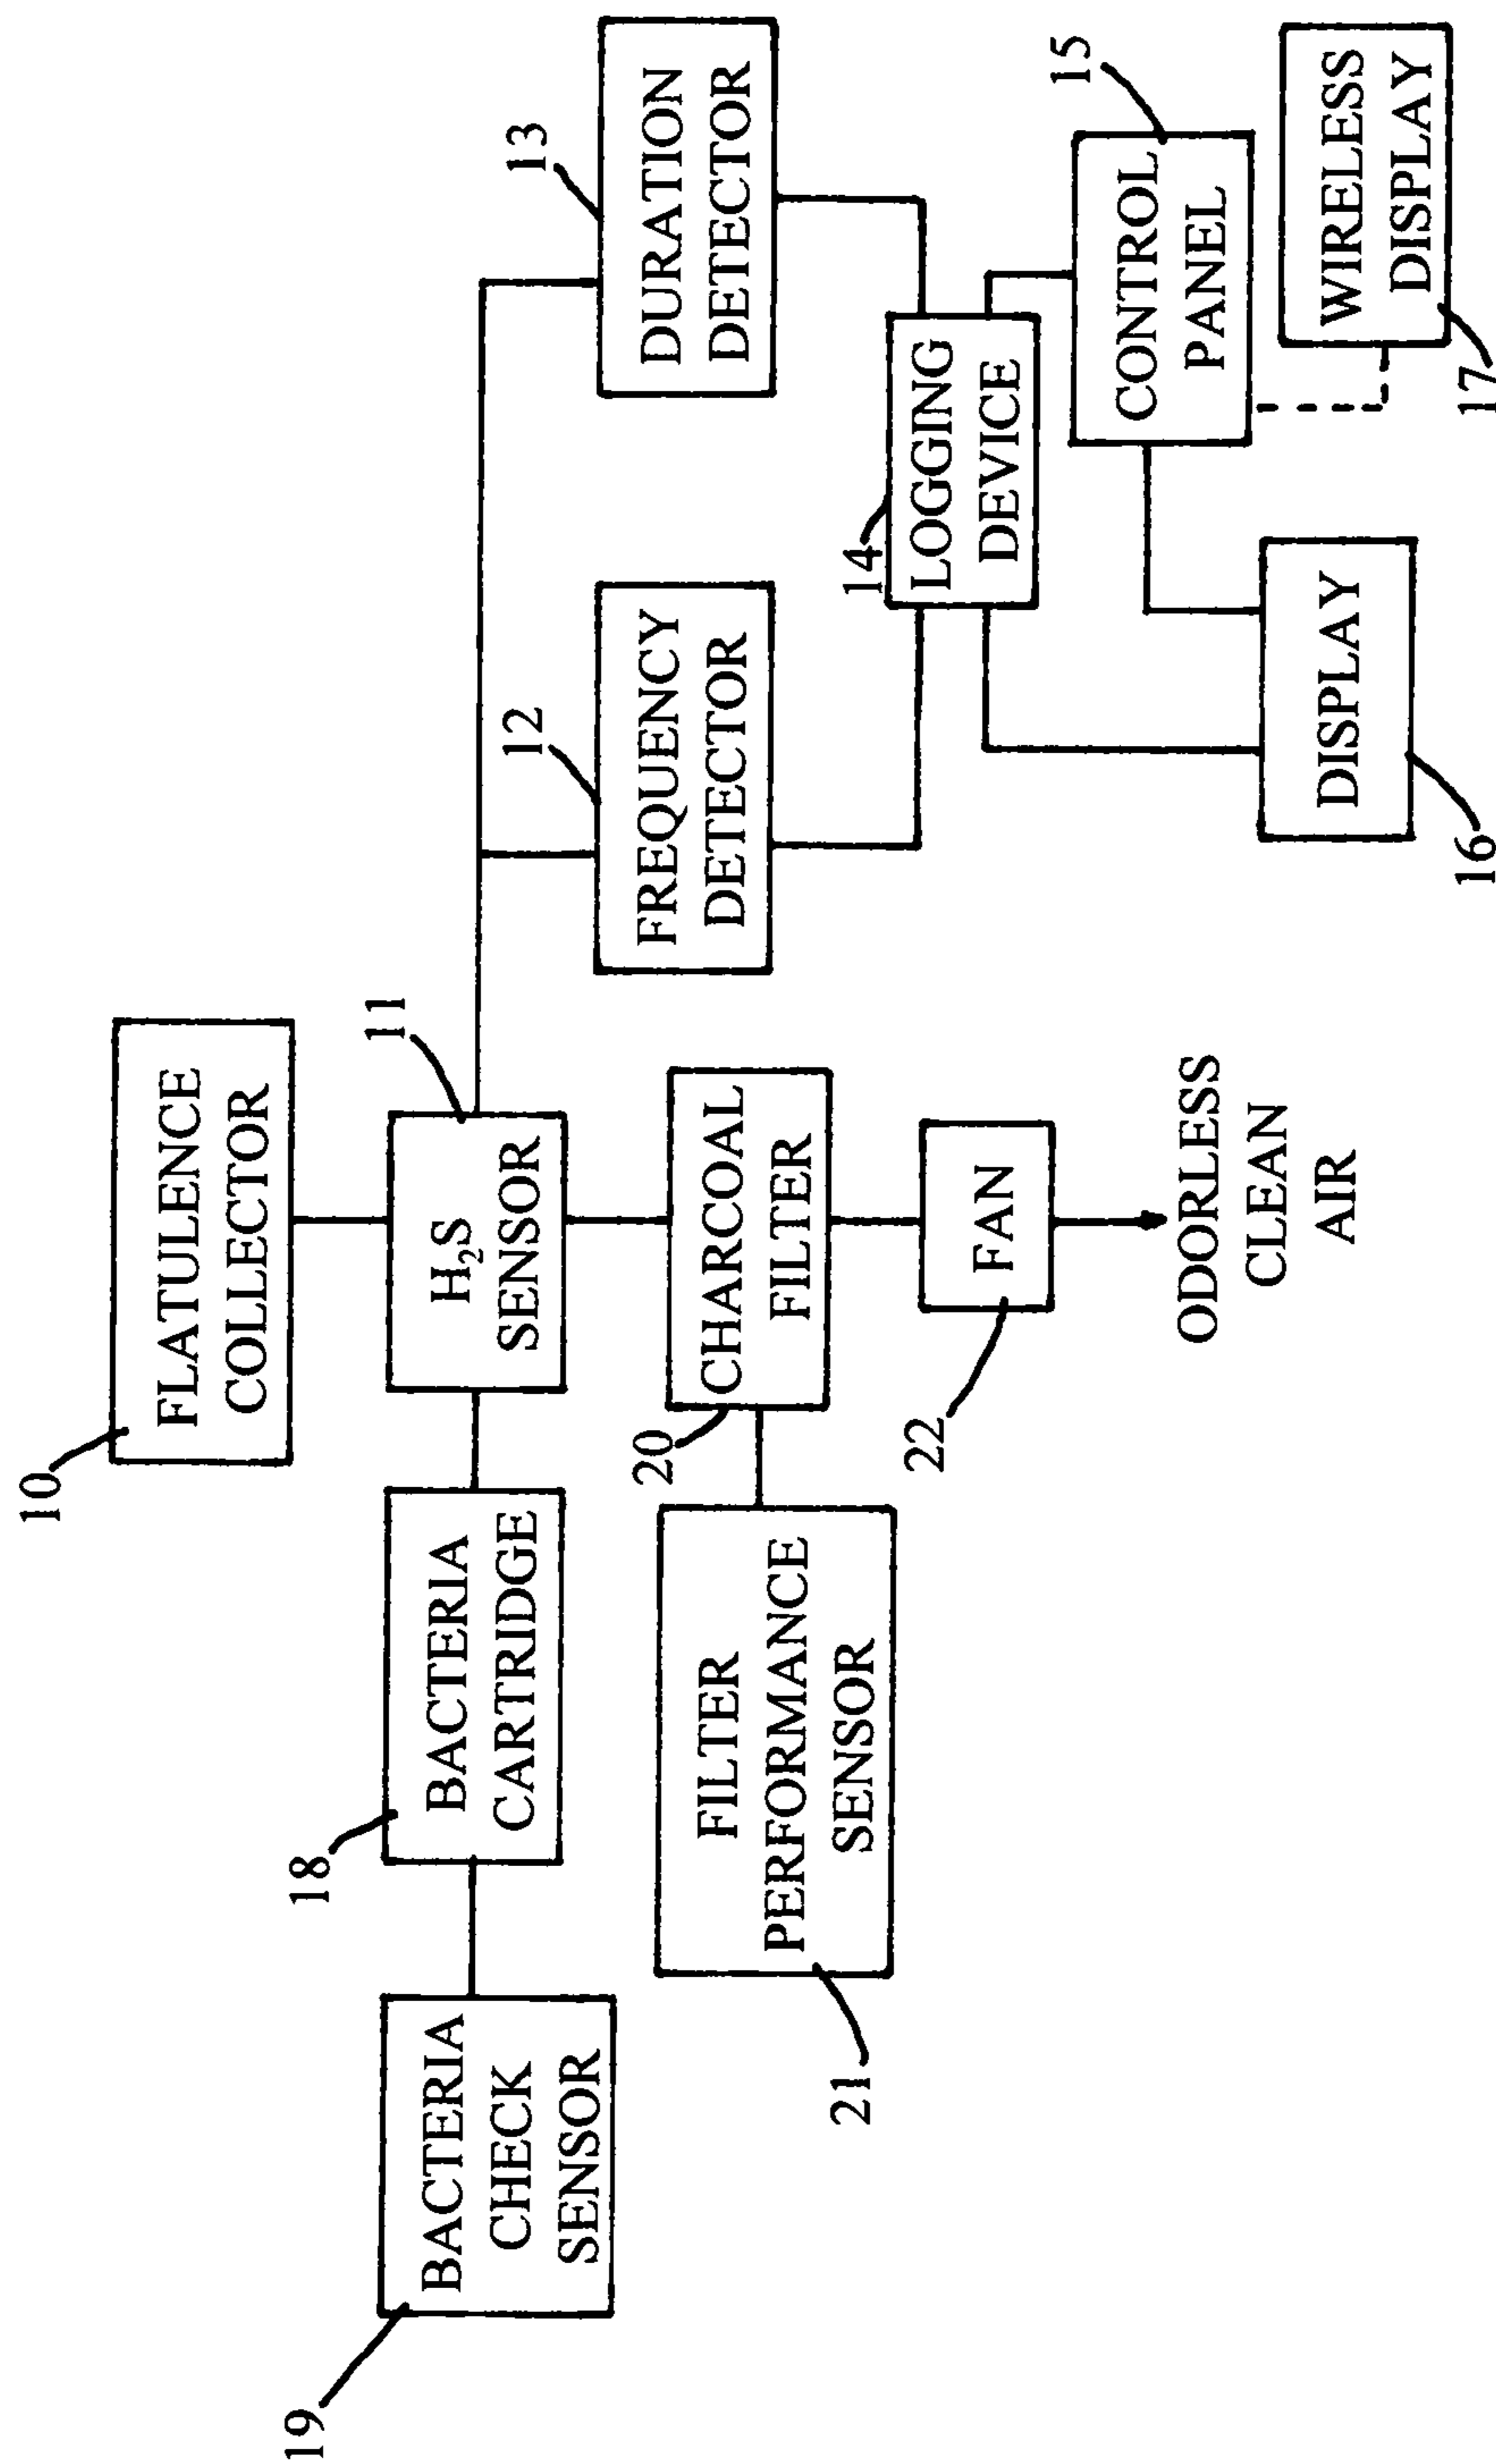 10
FLATULENCE
COLLECTOR
11
H₂S
SENSOR
18
BACTERIA
CARTRIDGE
19
BACTERIA
CHECK
SENSOR
12
FREQUENCY
DETECTOR
13
DURATION
DETECTOR
20
CHARCOAL
FILTER
21
FILTER
PERFORMANCE
SENSOR
14
LOGGING
DEVICE
15
CONTROL
PANEL
22
FAN
ODORLESS
CLEAN
AIR
16
DISPLAY
17
WIRELESS
DISPLAY